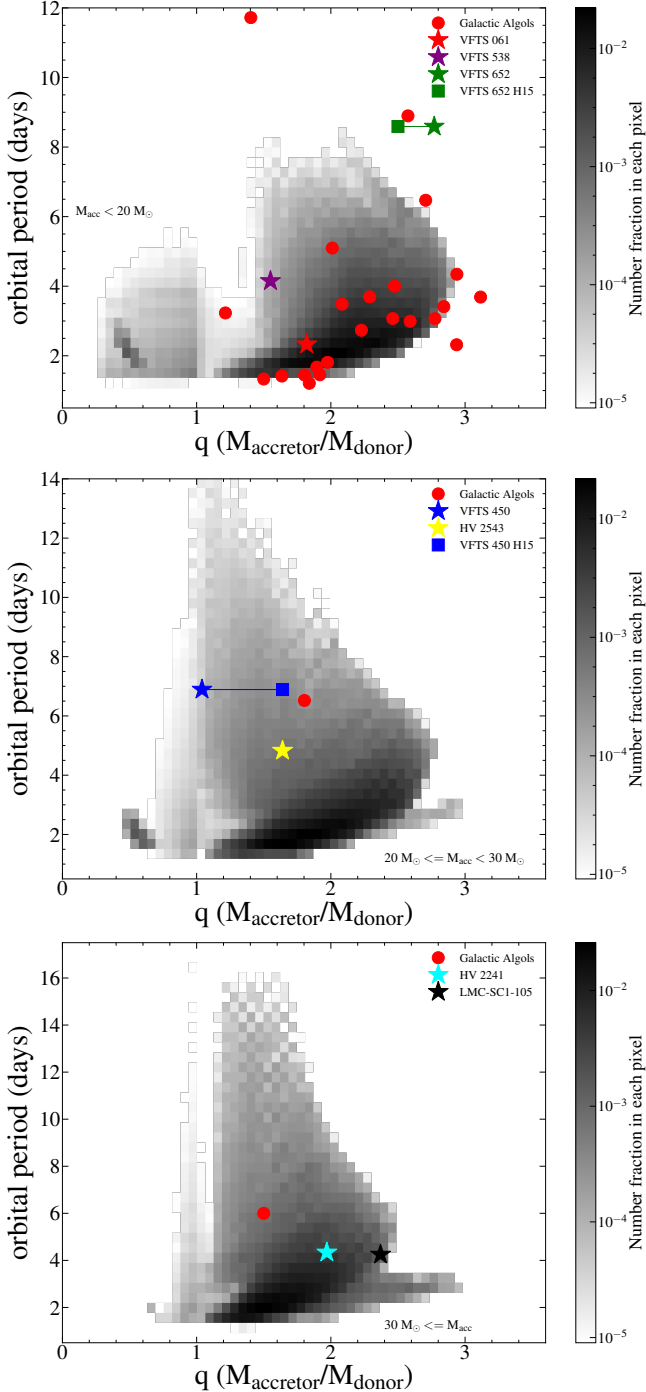 12
10
8
6
4
2
orbital period (days)
Galactic Algols
VFTS 061
VFTS 538
VFTS 652
VFTS 652 H15
M_acc < 20 M_⊙
0 1 2 3
q (M_accretor/M_donor)
10^−2
10^−3
10^−4
10^−5
Number fraction in each pixel
14
12
10
8
6
4
2
orbital period (days)
Galactic Algols
VFTS 450
HV 2543
VFTS 450 H15
20 M_⊙ <= M_acc < 30 M_⊙
0 1 2 3
q (M_accretor/M_donor)
10^−2
10^−3
10^−4
10^−5
Number fraction in each pixel
16
14
12
10
8
6
4
2
orbital period (days)
Galactic Algols
HV 2241
LMC-SC1-105
30 M_⊙ <= M_acc
0 1 2 3
q (M_accretor/M_donor)
10^−2
10^−3
10^−4
10^−5
Number fraction in each pixel